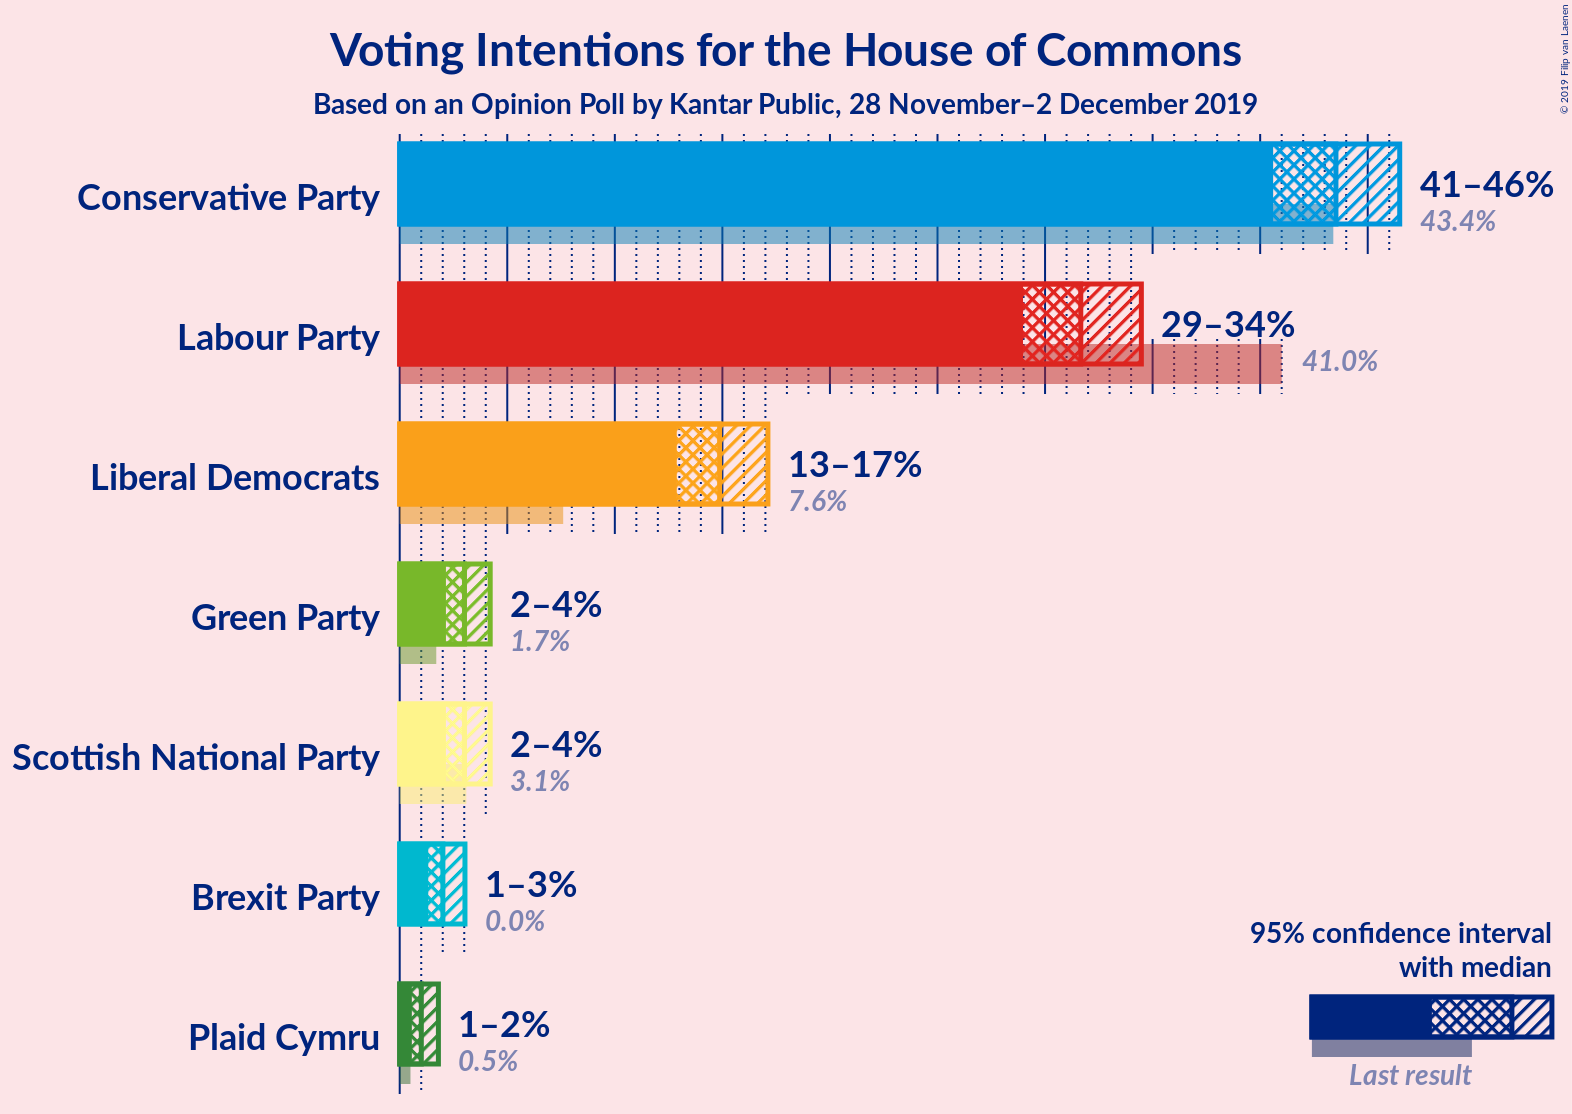 Voting Intentions for the House of Commons
Based on an Opinion Poll by Kantar Public, 28 November–2 December 2019
© 2019 Filip van Laenen
Conservative Party
41–46%
43.4%
Labour Party
29–34%
41.0%
Liberal Democrats
13–17%
7.6%
Green Party
2–4%
1.7%
Scottish National Party
2–4%
3.1%
Brexit Party
1–3%
0.0%
Plaid Cymru
1–2%
0.5%
95% confidence interval
with median
Last result